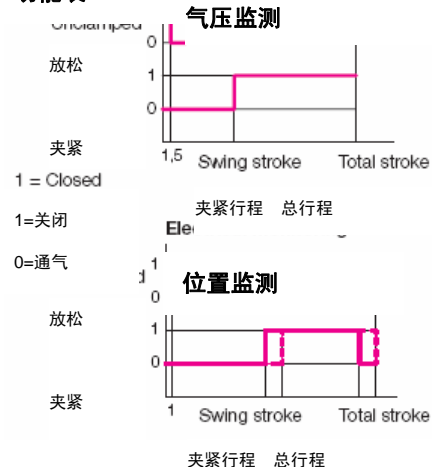 气压监测
Unclamped
0
放松
1
0
夹紧
1,5
Swing stroke
Total stroke
1 = Closed
夹紧行程 总行程
1=关闭
0=通气
1
位置监测
0
放松
1
0
夹紧
1
Swing stroke
Total stroke
夹紧行程 总行程